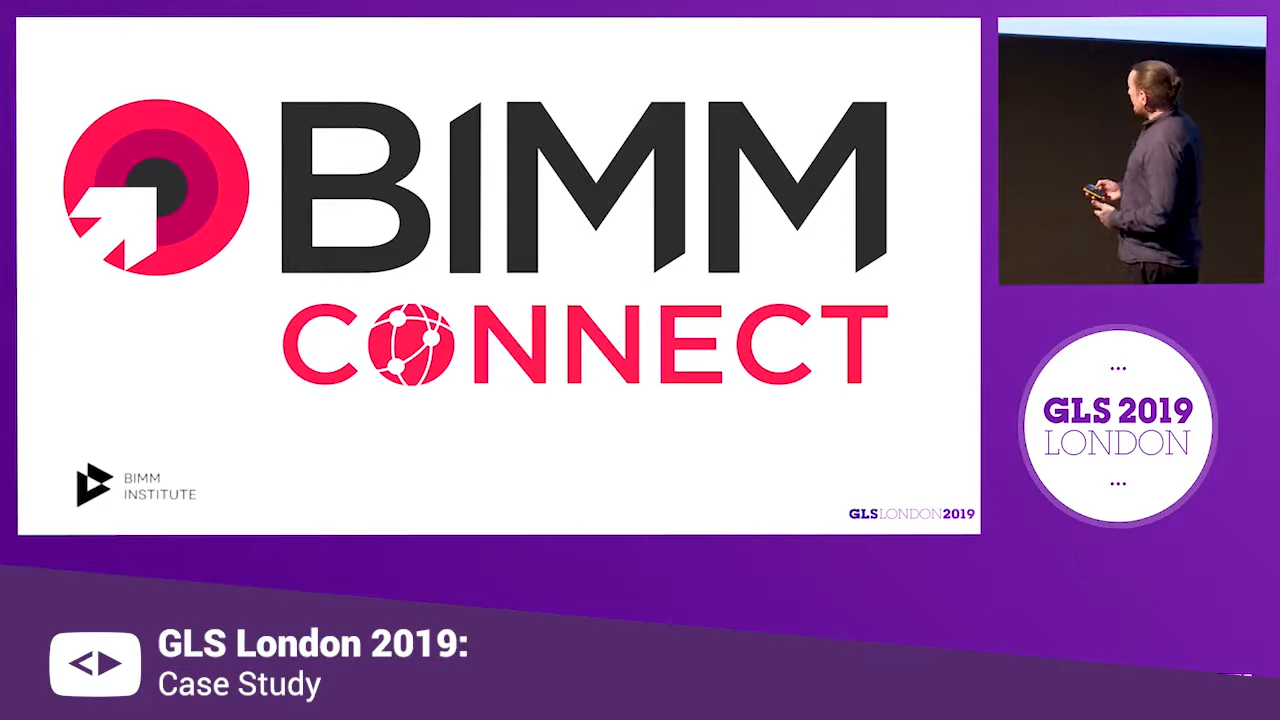 BIMM
CONNECT
BIMM
INSTITUTE
GLSLONDON2019
...
GLS 2019
LONDON
...
GLS London 2019:
Case Study